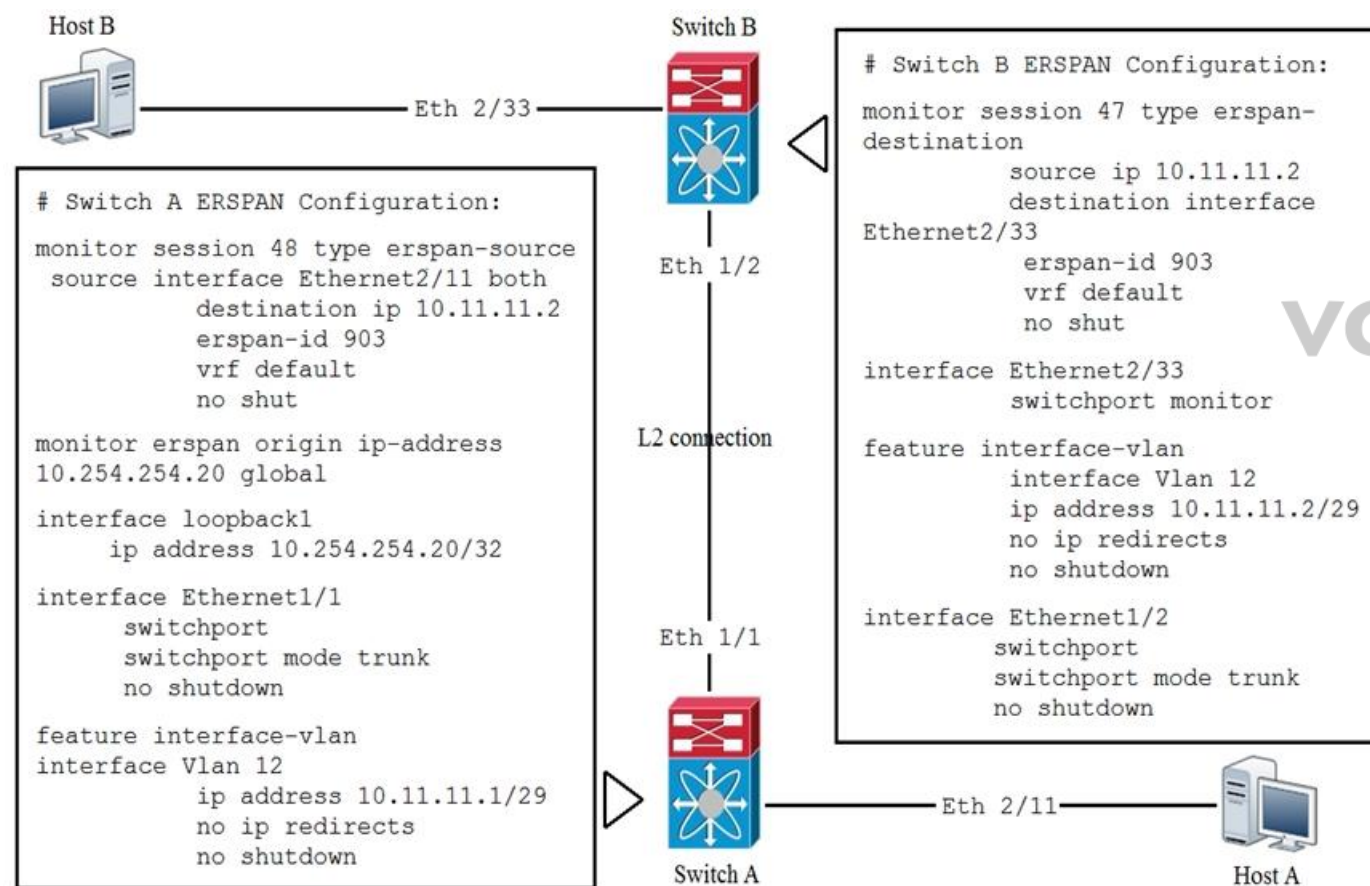 Host B
Switch B
Eth 2/33
# Switch B ERSPAN Configuration:
monitor session 47 type erspan-
destination
source ip 10.11.11.2
destination interface
Ethernet2/33
erspan-id 903
vrf default
no shut
interface Ethernet2/33
switchport monitor
feature interface-vlan
interface Vlan 12
ip address 10.11.11.2/29
no ip redirects
no shutdown
interface Ethernet1/2
switchport
switchport mode trunk
no shutdown
# Switch A ERSPAN Configuration:
monitor session 48 type erspan-source
source interface Ethernet2/11 both
destination ip 10.11.11.2
erspan-id 903
vrf default
no shut
monitor erspan origin ip-address
10.254.254.20 global
interface loopback1
ip address 10.254.254.20/32
interface Ethernet1/1
switchport
switchport mode trunk
no shutdown
feature interface-vlan
interface Vlan 12
ip address 10.11.11.1/29
no ip redirects
no shutdown
Eth 1/2
L2 connection
Eth 1/1
Eth 2/11
Switch A
Host A